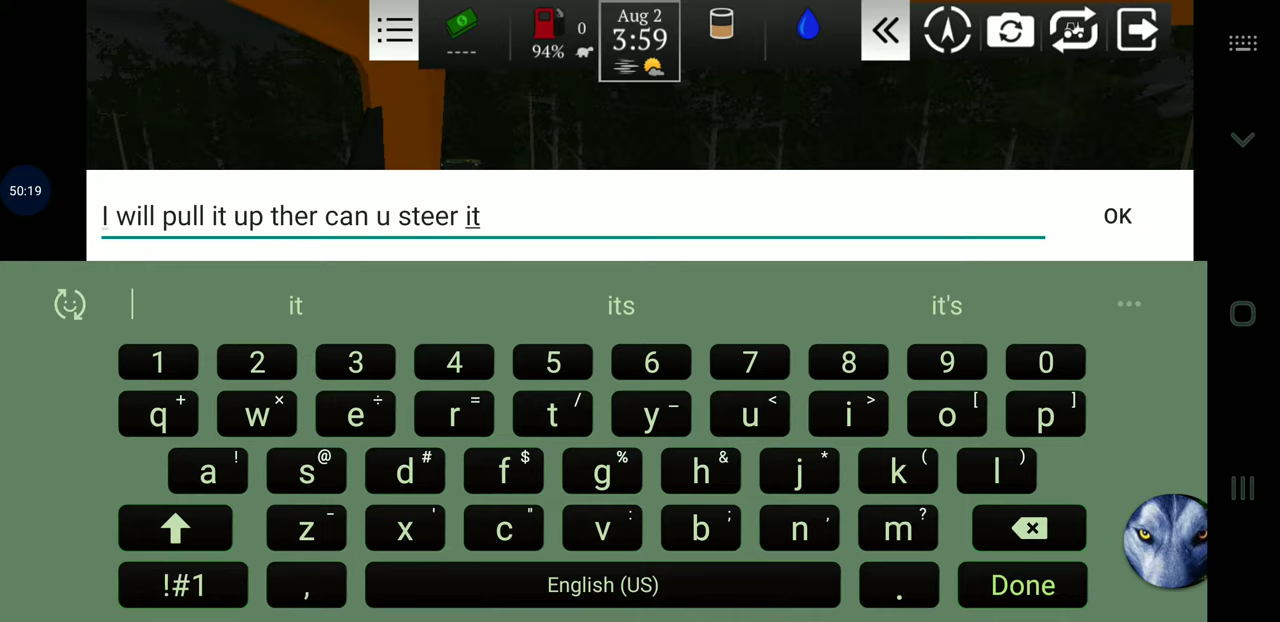 Aug 2
0
3:59
----
94%
50:19
I will pull it up ther can u steer it
OK
it its it's
1 2 3 4 5 6 7 8 9 0
q + w × e ÷ r = t / y _ u < i > o [ p ]
a ! s @ d # f $ g % h & j * k ( l )
z - x ' c " v : b ; n , m ?
!#1 , English (US) . Done